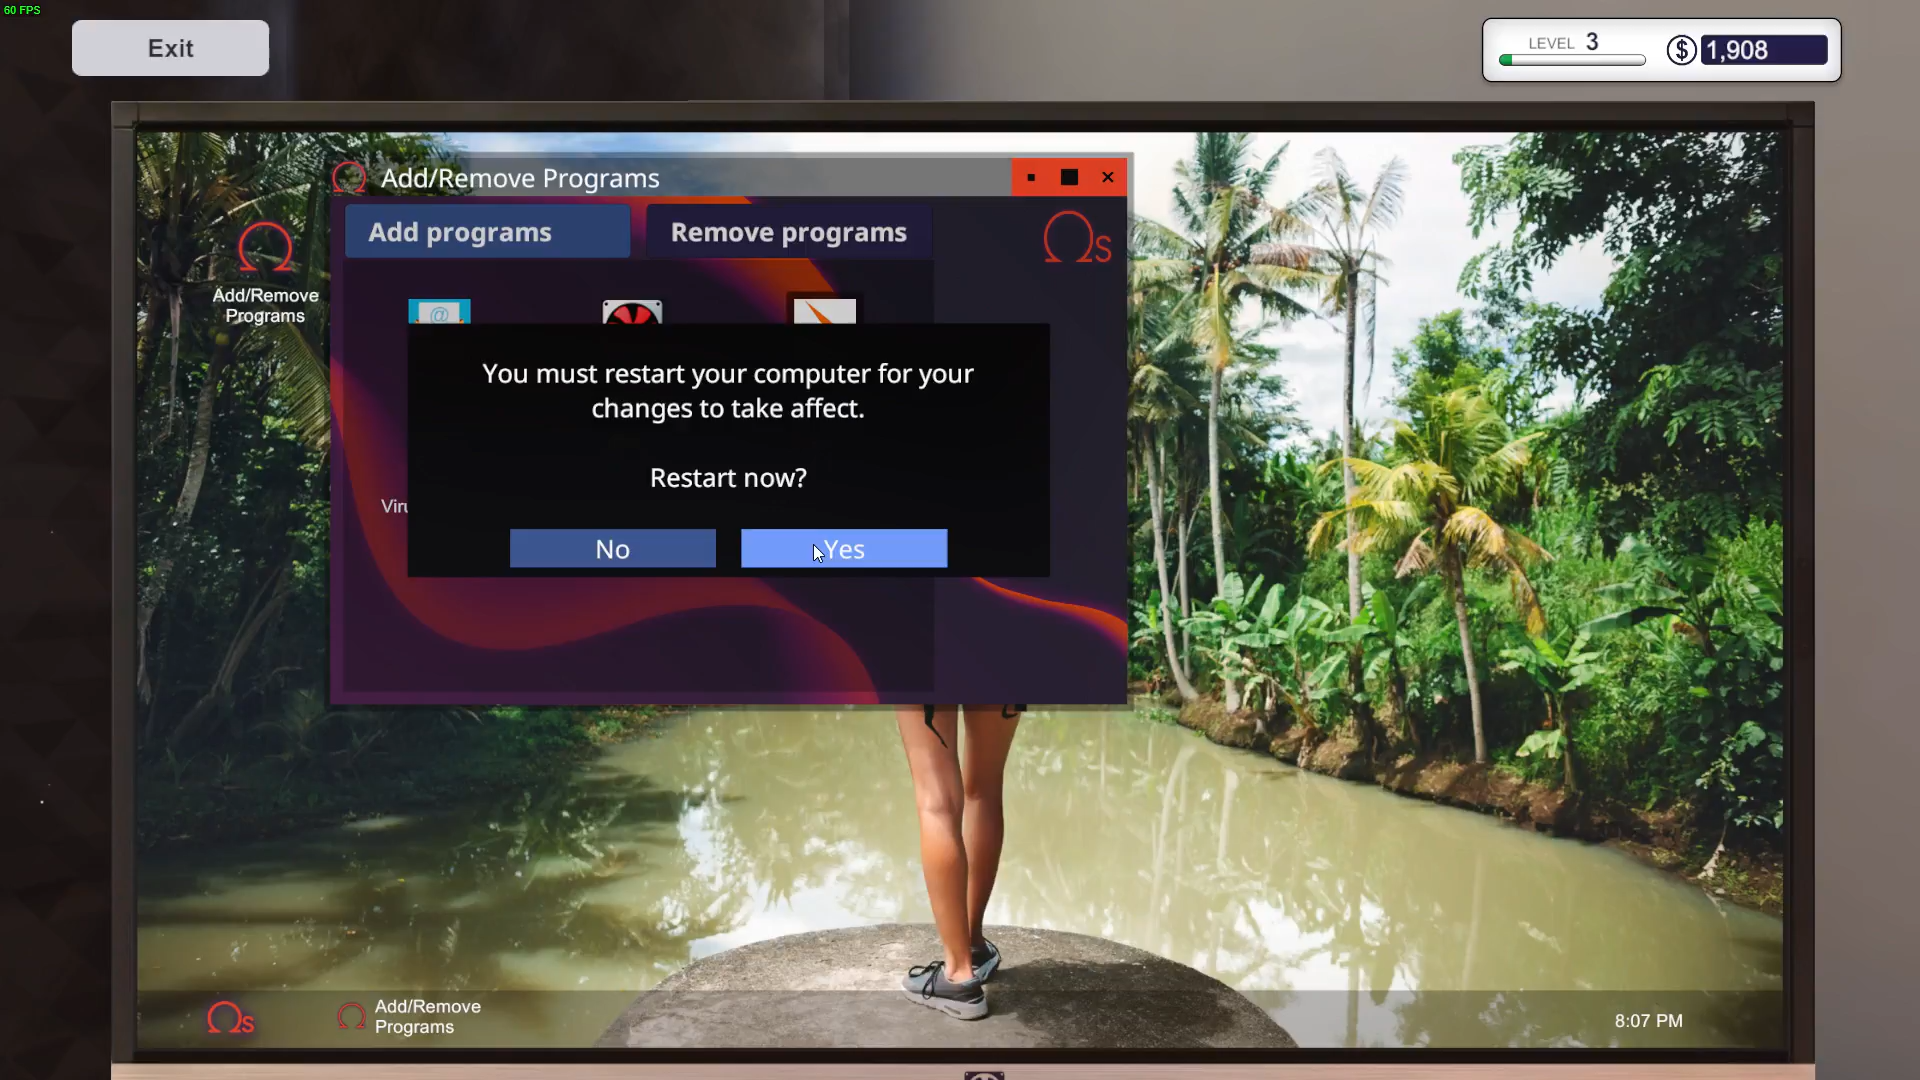 60 FPS
Exit
LEVEL 3
$ 1,908
Add/Remove Programs
Add programs
Remove programs
Ωs
Add/Remove
Programs
@
You must restart your computer for your
changes to take affect.
Restart now?
No
Yes
Ωs
Add/Remove
Programs
8:07 PM